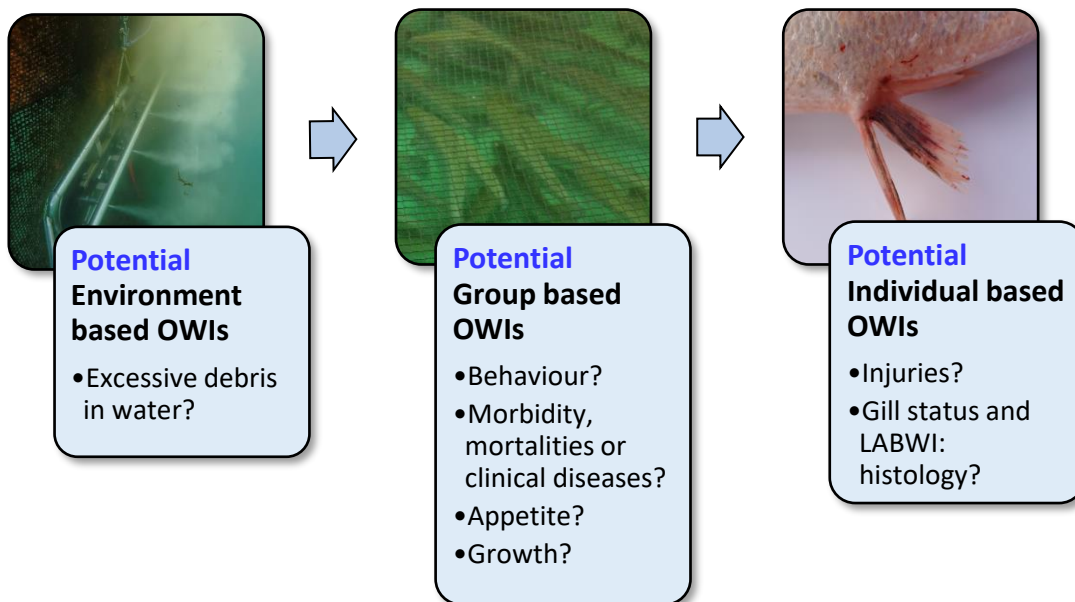 Potential
Environment
based OWIs
•Excessive debris
in water?
Potential
Group based
OWIs
•Behaviour?
•Morbidity,
mortalities or
clinical diseases?
•Appetite?
•Growth?
Potential
Individual based
OWIs
•Injuries?
•Gill status and
LABWI:
histology?